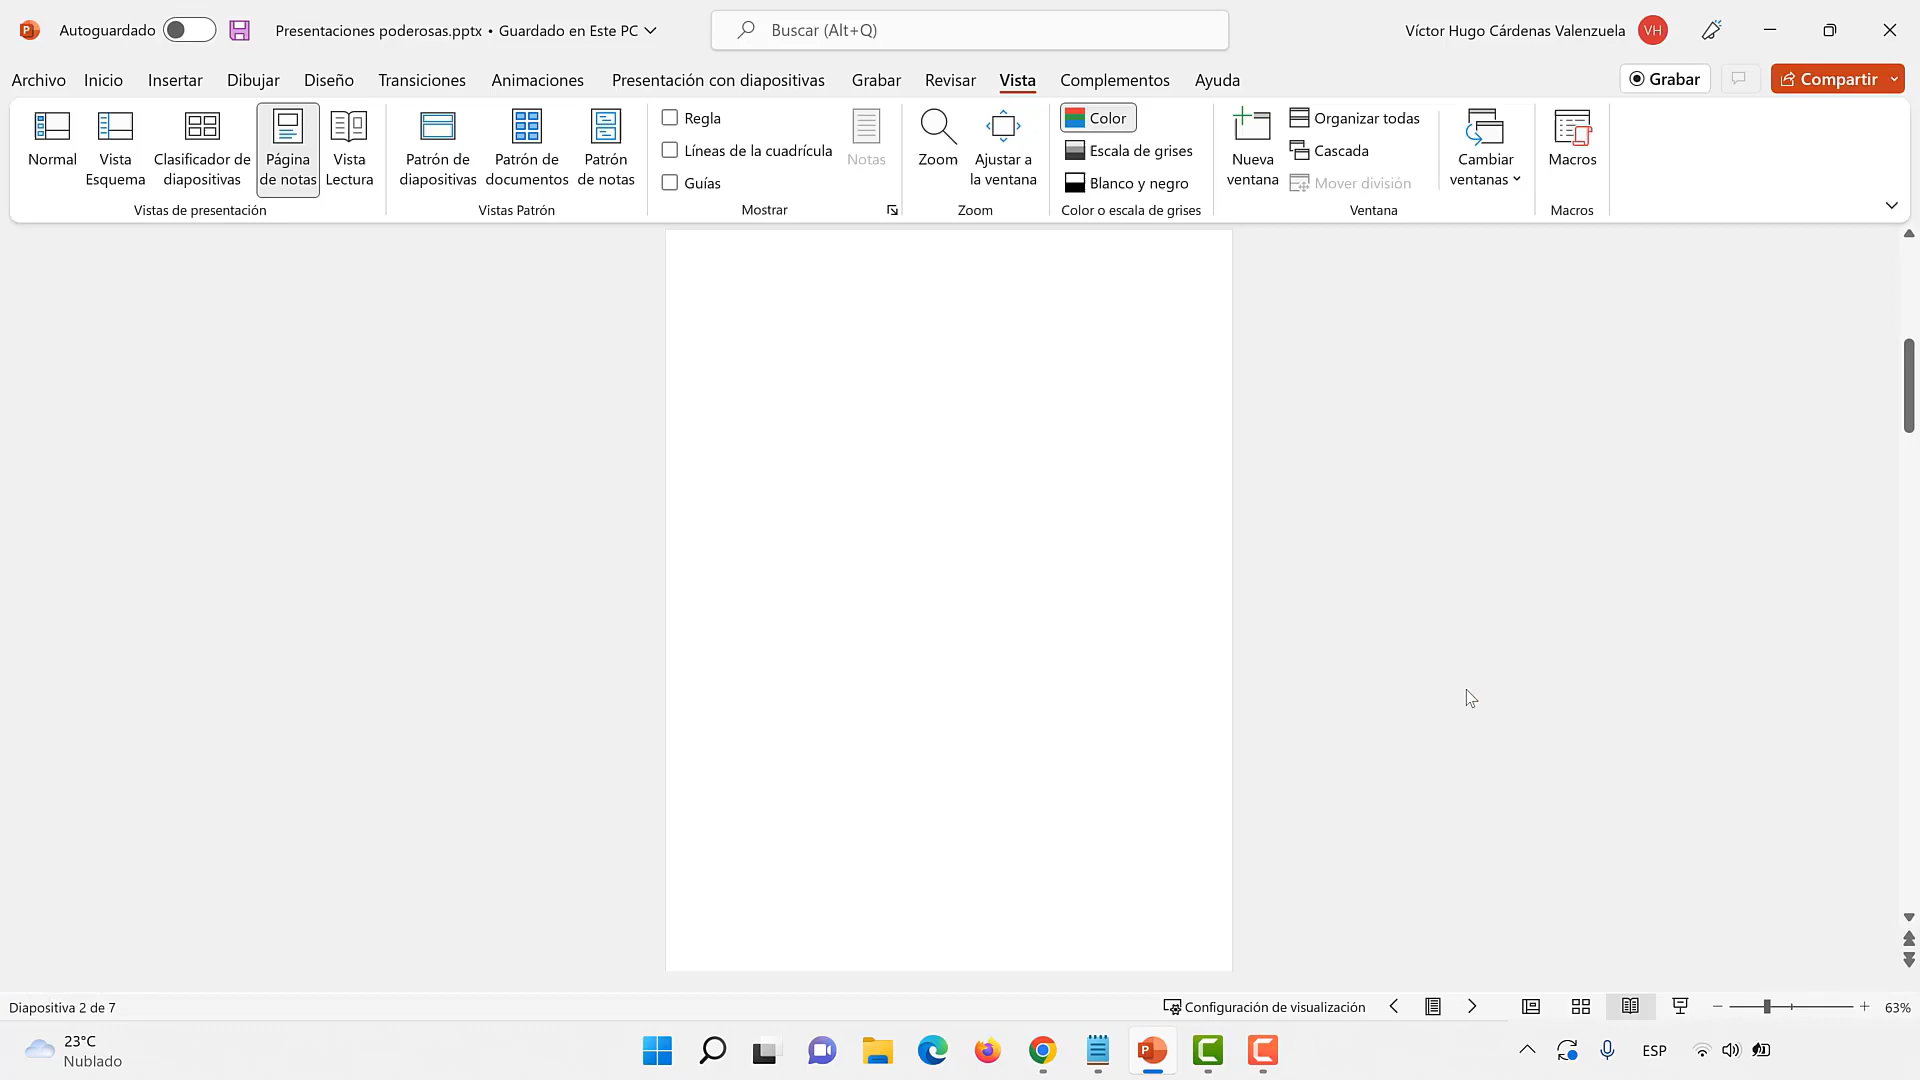 Autoguardado
Presentaciones poderosas.pptx • Guardado en Este PC
Buscar (Alt+Q)
Víctor Hugo Cárdenas Valenzuela
VH
Archivo
Inicio
Insertar
Dibujar
Diseño
Transiciones
Animaciones
Presentación con diapositivas
Grabar
Revisar
Vista
Complementos
Ayuda
Grabar
Compartir
Normal
Vista
Esquema
Clasificador de
diapositivas
Página
de notas
Vista
Lectura
Vistas de presentación
Patrón de
diapositivas
Patrón de
documentos
Patrón
de notas
Vistas Patrón
Regla
Líneas de la cuadrícula
Guías
Notas
Mostrar
Zoom
Ajustar a
la ventana
Zoom
Color
Escala de grises
Blanco y negro
Color o escala de grises
Nueva
ventana
Organizar todas
Cascada
Mover división
Cambiar
ventanas
Ventana
Macros
Macros
Diapositiva 2 de 7
Configuración de visualización
63%
23°C
Nublado
ESP